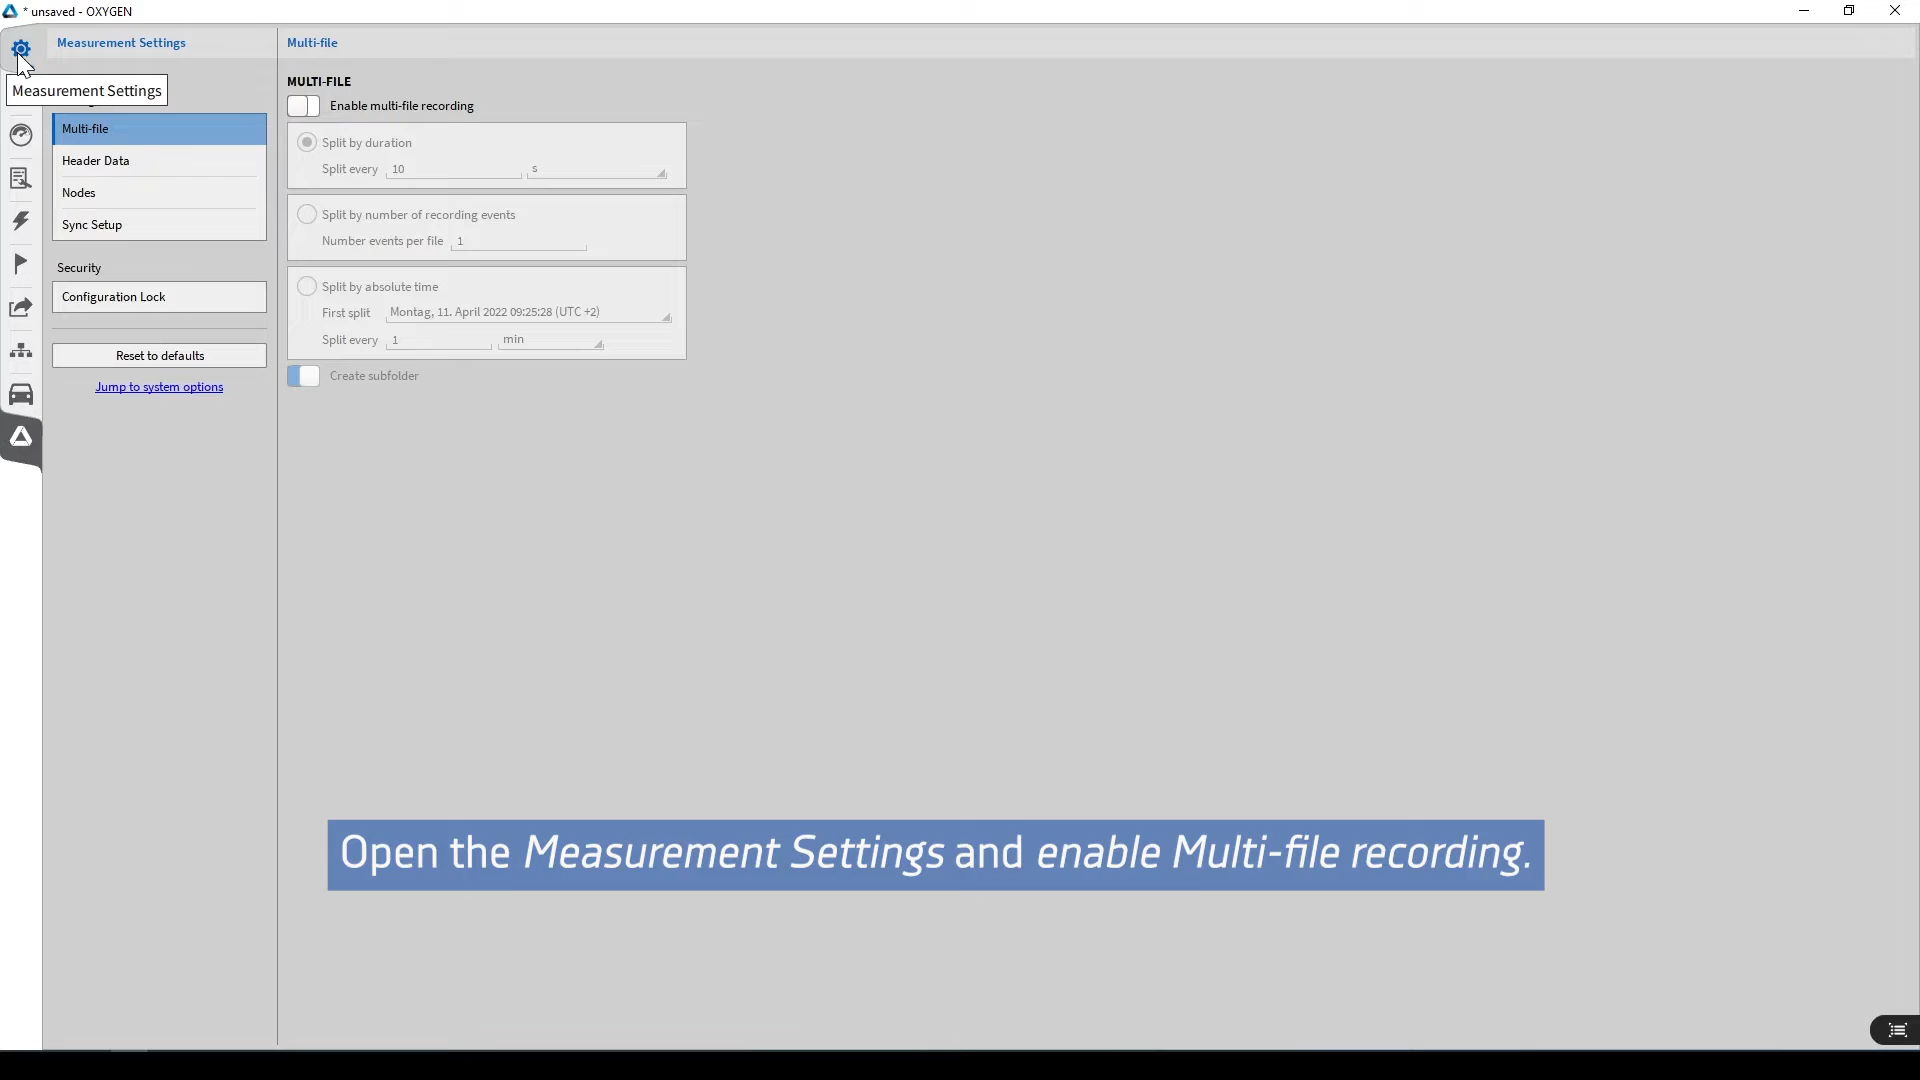 * unsaved - OXYGEN
Measurement Settings
Multi-file
Measurement Settings
Multi-file
Header Data
Nodes
Sync Setup
Security
Configuration Lock
Reset to defaults
Jump to system options
MULTI-FILE
Enable multi-file recording
Split by duration
Split every 10 s
Split by number of recording events
Number events per file 1
Split by absolute time
First split Montag, 11. April 2022 09:25:28 (UTC +2)
Split every 1 min
Create subfolder
Open the Measurement Settings and enable Multi-file recording.